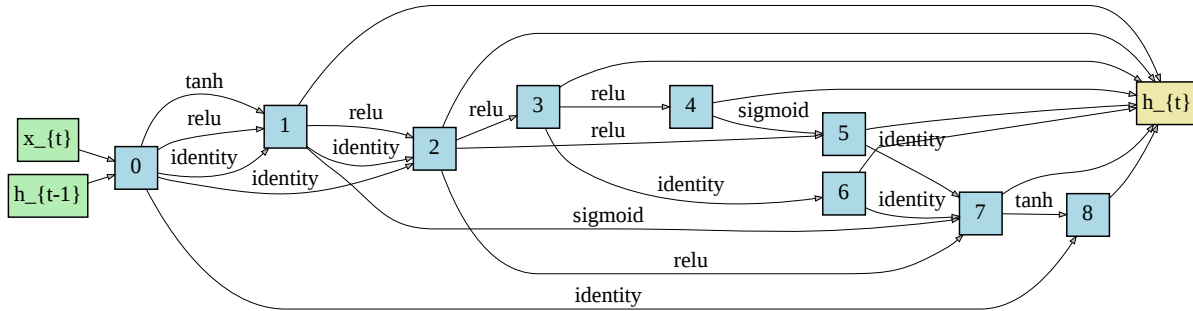 x_{t}
h_{t-1}
0
tanh
relu
identity
identity
identity
1
relu
identity
sigmoid
2
relu
relu
relu
3
relu
identity
4
sigmoid
5
identity
6
identity
7
tanh
8
h_{t}